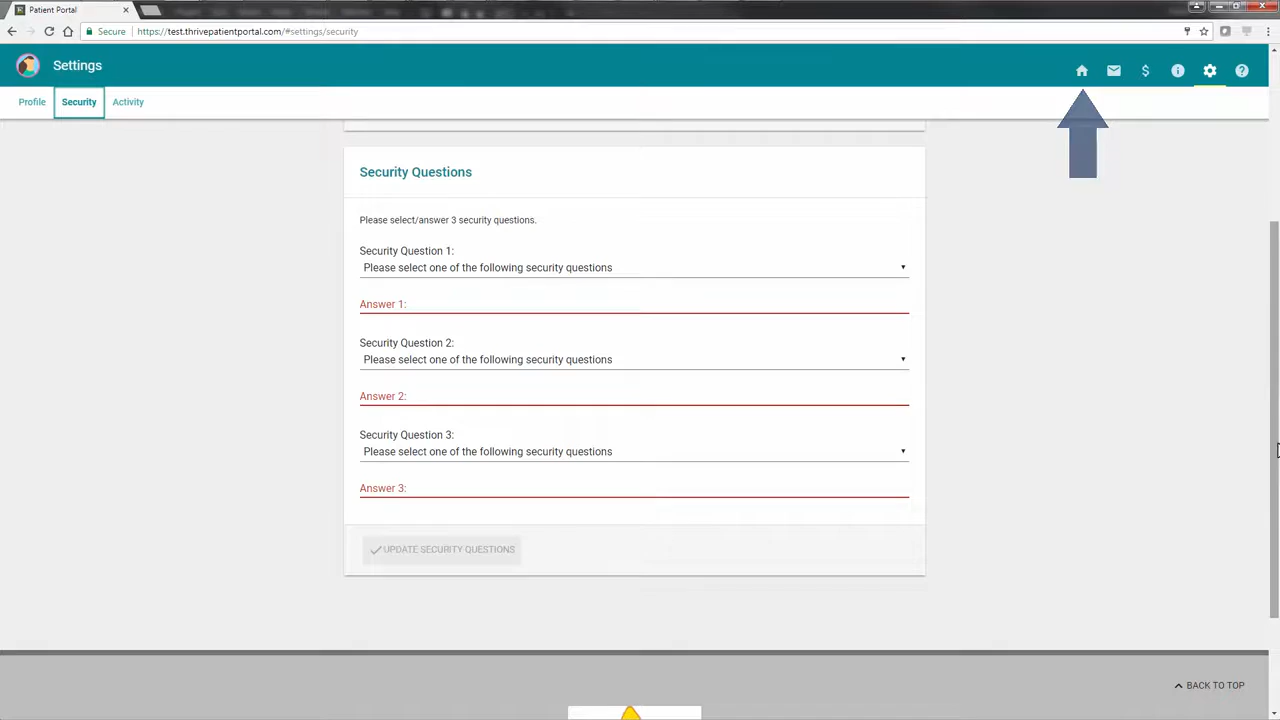 Patient Portal
Secure
https://test.thrivepatientportal.com/#settings/security
Settings
Profile
Security
Activity
Security Questions
Please select/answer 3 security questions.
Security Question 1:
Please select one of the following security questions
Answer 1:
Security Question 2:
Please select one of the following security questions
Answer 2:
Security Question 3:
Please select one of the following security questions
Answer 3:
UPDATE SECURITY QUESTIONS
BACK TO TOP